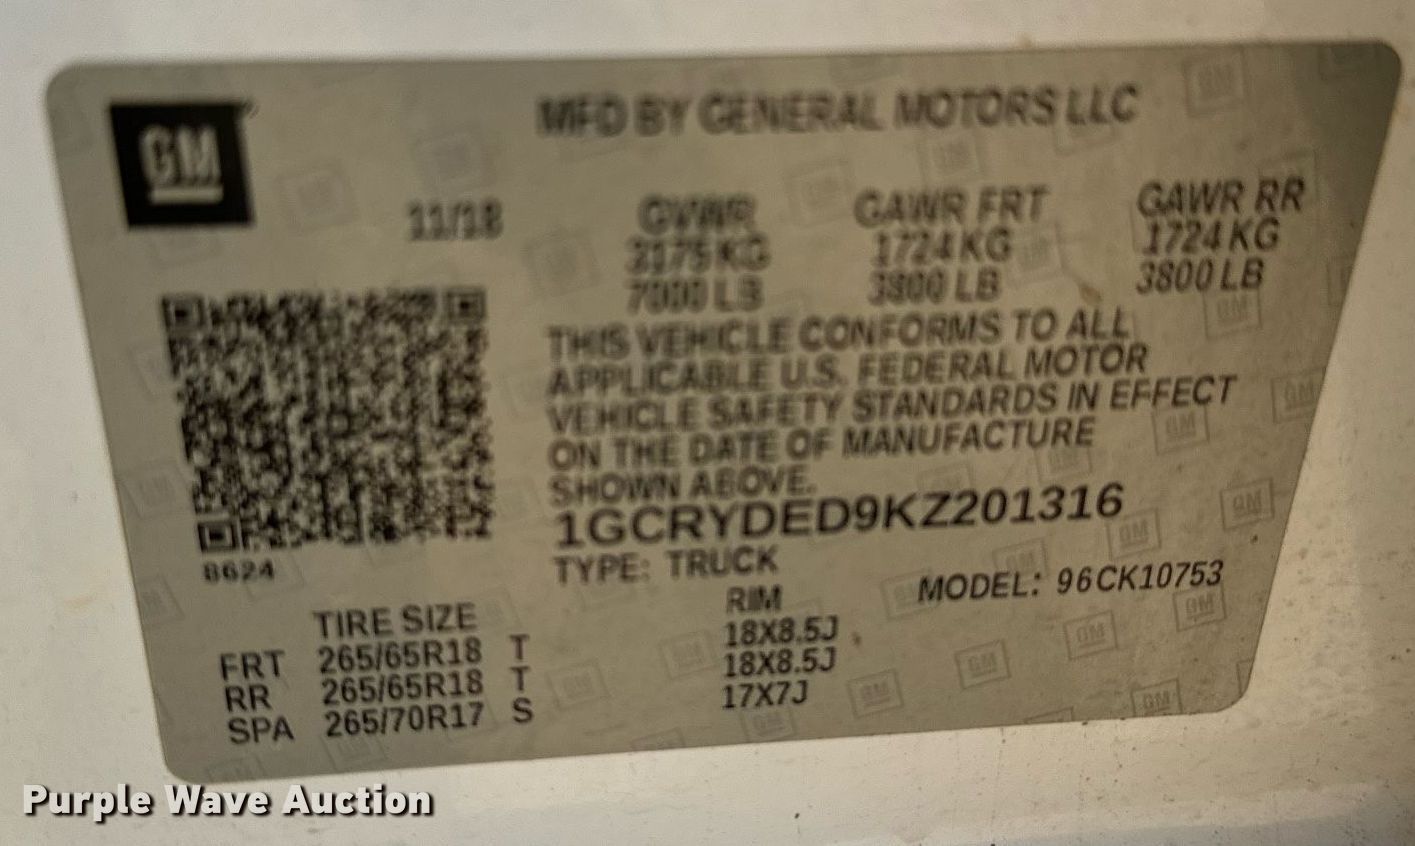 GM
MFD BY GENERAL MOTORS LLC
11/18 GVWR GAWR FRT GAWR RR
3175 KG 1724 KG 1724 KG
7000 LB 3800 LB 3800 LB
THIS VEHICLE CONFORMS TO ALL
APPLICABLE U.S. FEDERAL MOTOR
VEHICLE SAFETY STANDARDS IN EFFECT
ON THE DATE OF MANUFACTURE
SHOWN ABOVE.
1GCRYDED9KZ201316
8624 TYPE: TRUCK
MODEL: 96CK10753
TIRE SIZE RIM
FRT 265/65R18 T 18X8.5J
RR 265/65R18 T 18X8.5J
SPA 265/70R17 S 17X7J
Purple Wave Auction